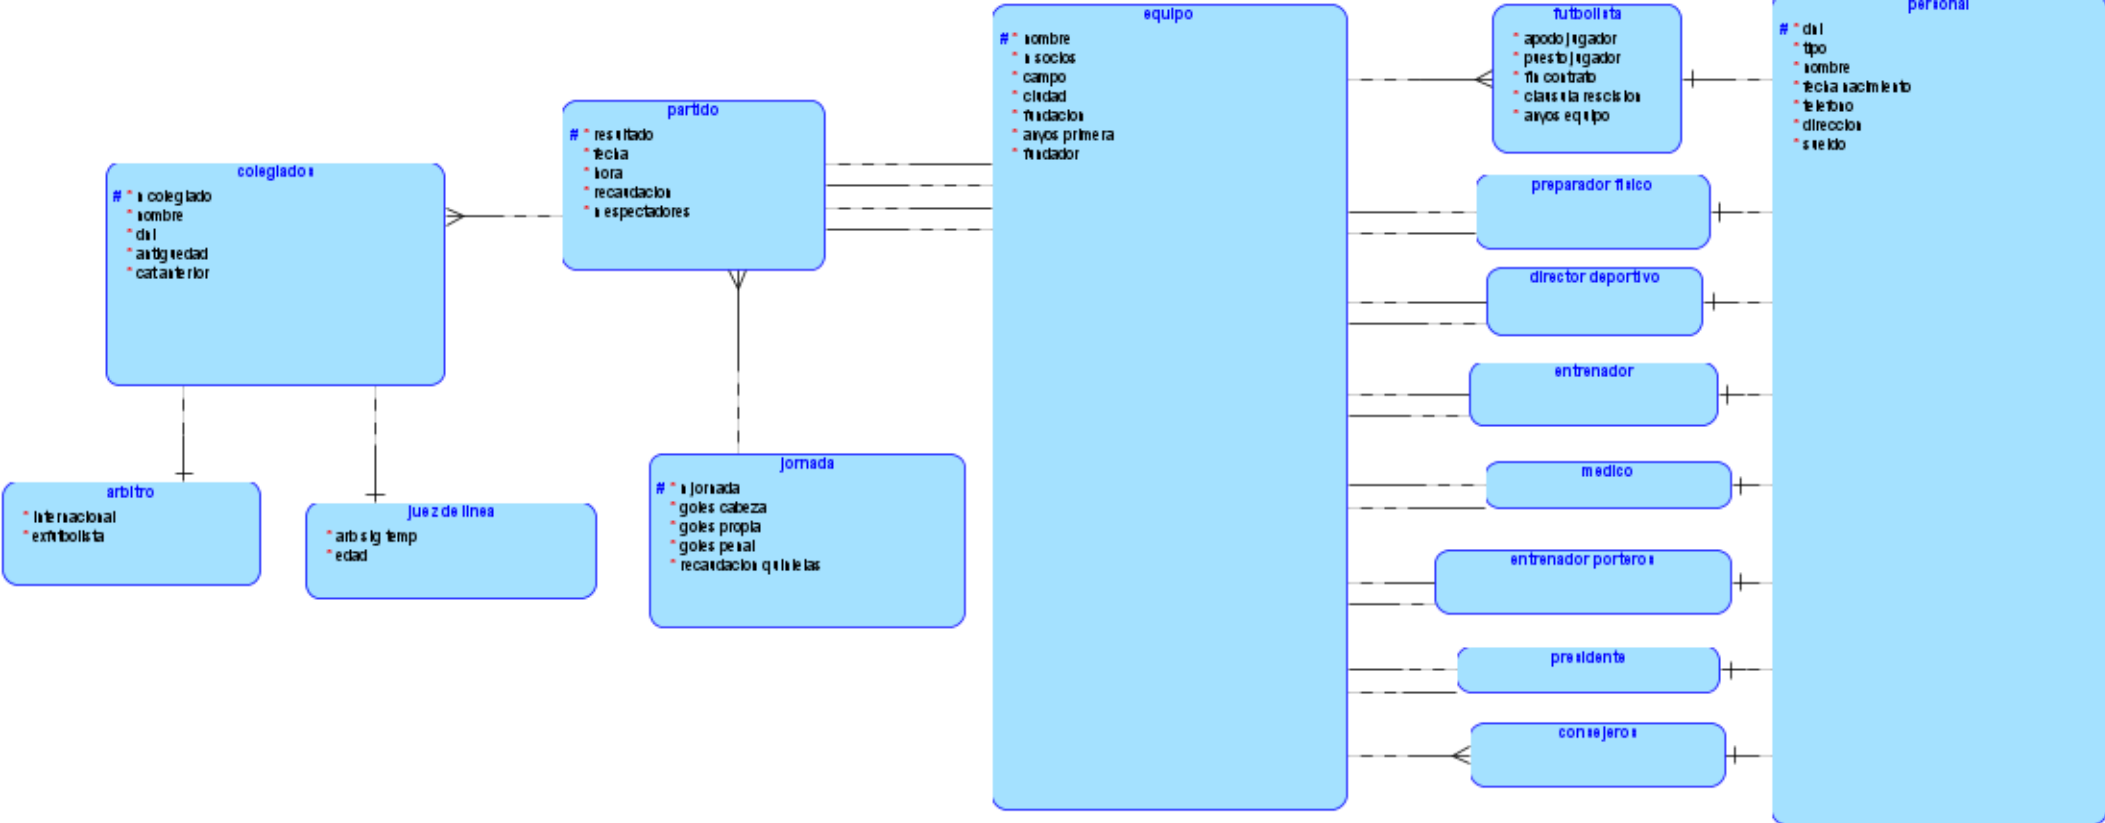 colegiados
# * n colegiado
* nombre
* dni
* antiguedad
* cat anterior
arbitro
* internacional
* exfutbolista
juez de linea
* arb sig temp
* edad
partido
# * resultado
* fecha
* hora
* recaudacion
* n espectadores
jornada
# * n jornada
* goles cabeza
* goles propia
* goles penal
* recaudacion quinielas
equipo
# * nombre
* n socios
* campo
* ciudad
* fundacion
* anyos primera
* fundador
futbolista
* apodo jugador
* puesto jugador
* fin contrato
* clausula rescision
* anyos equipo
preparador fisico
director deportivo
entrenador
medico
entrenador porteros
presidente
consejeros
personal
# * dni
* tipo
* nombre
* fecha nacimiento
* telefono
* direccion
* sueldo